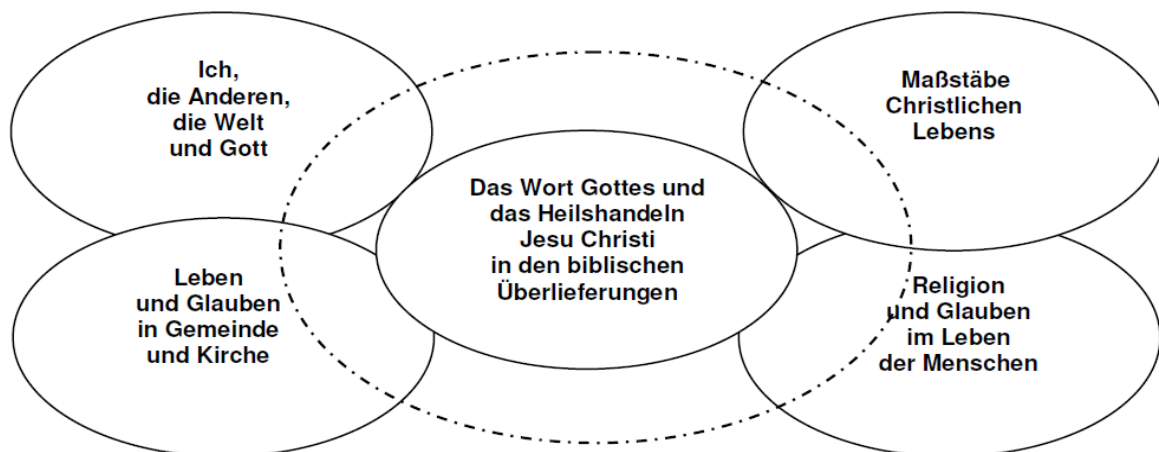 Ich,
die Anderen,
die Welt
und Gott
Maßstäbe
Christlichen
Lebens
Das Wort Gottes und
das Heilshandeln
Jesu Christi
in den biblischen
Überlieferungen
Leben
und Glauben
in Gemeinde
und Kirche
Religion
und Glauben
im Leben
der Menschen